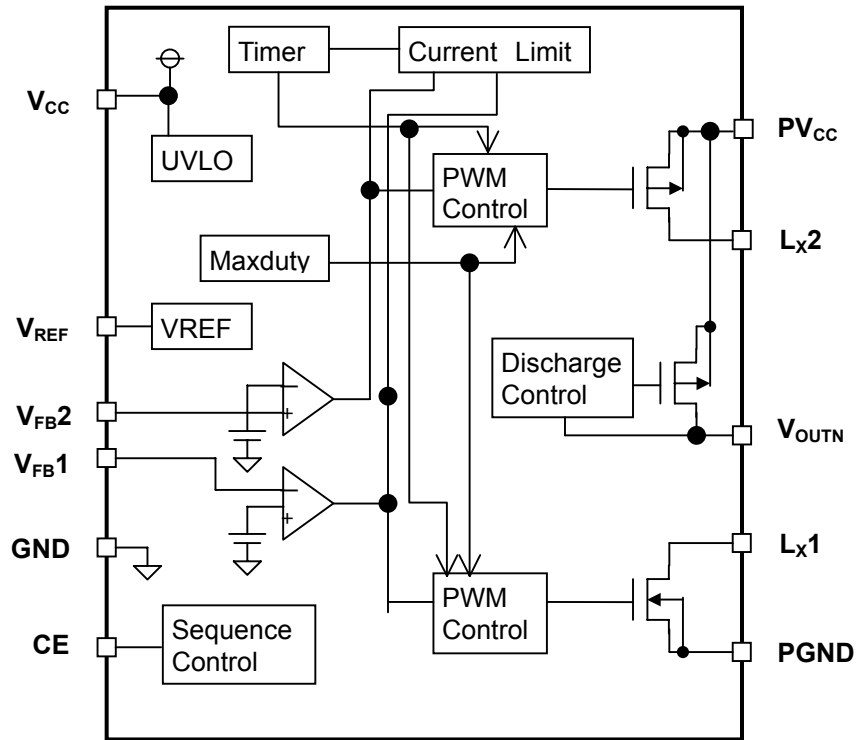 Timer
Current Limit
VCC
PVCC
UVLO
PWM
Control
LX2
Maxduty
VREF
VREF
Discharge
Control
VFB2
VOUTN
VFB1
GND
LX1
PWM
Control
Sequence
Control
CE
PGND